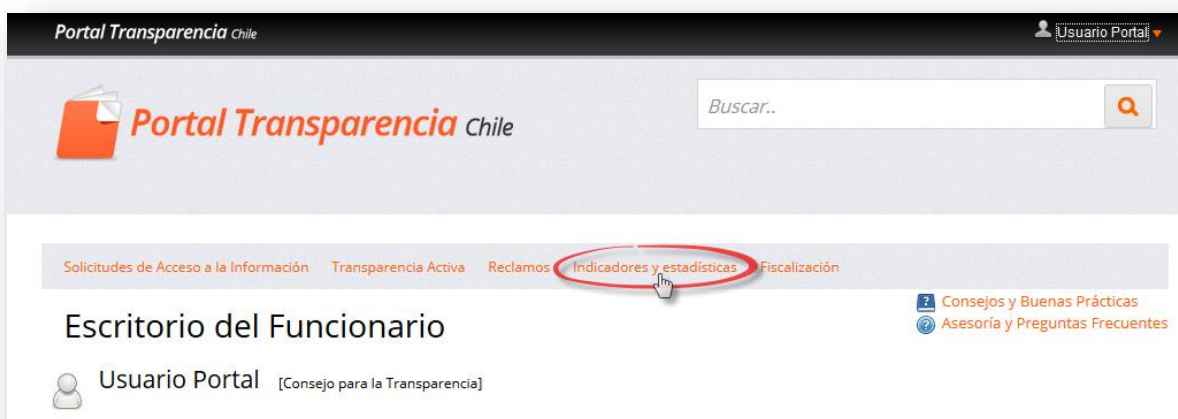 Portal Transparencia Chile
Usuario Portal
Portal Transparencia Chile
Buscar..
Solicitudes de Acceso a la Información Transparencia Activa Reclamos Indicadores y estadísticas Fiscalización
Consejos y Buenas Prácticas
Asesoría y Preguntas Frecuentes
Escritorio del Funcionario
Usuario Portal [Consejo para la Transparencia]